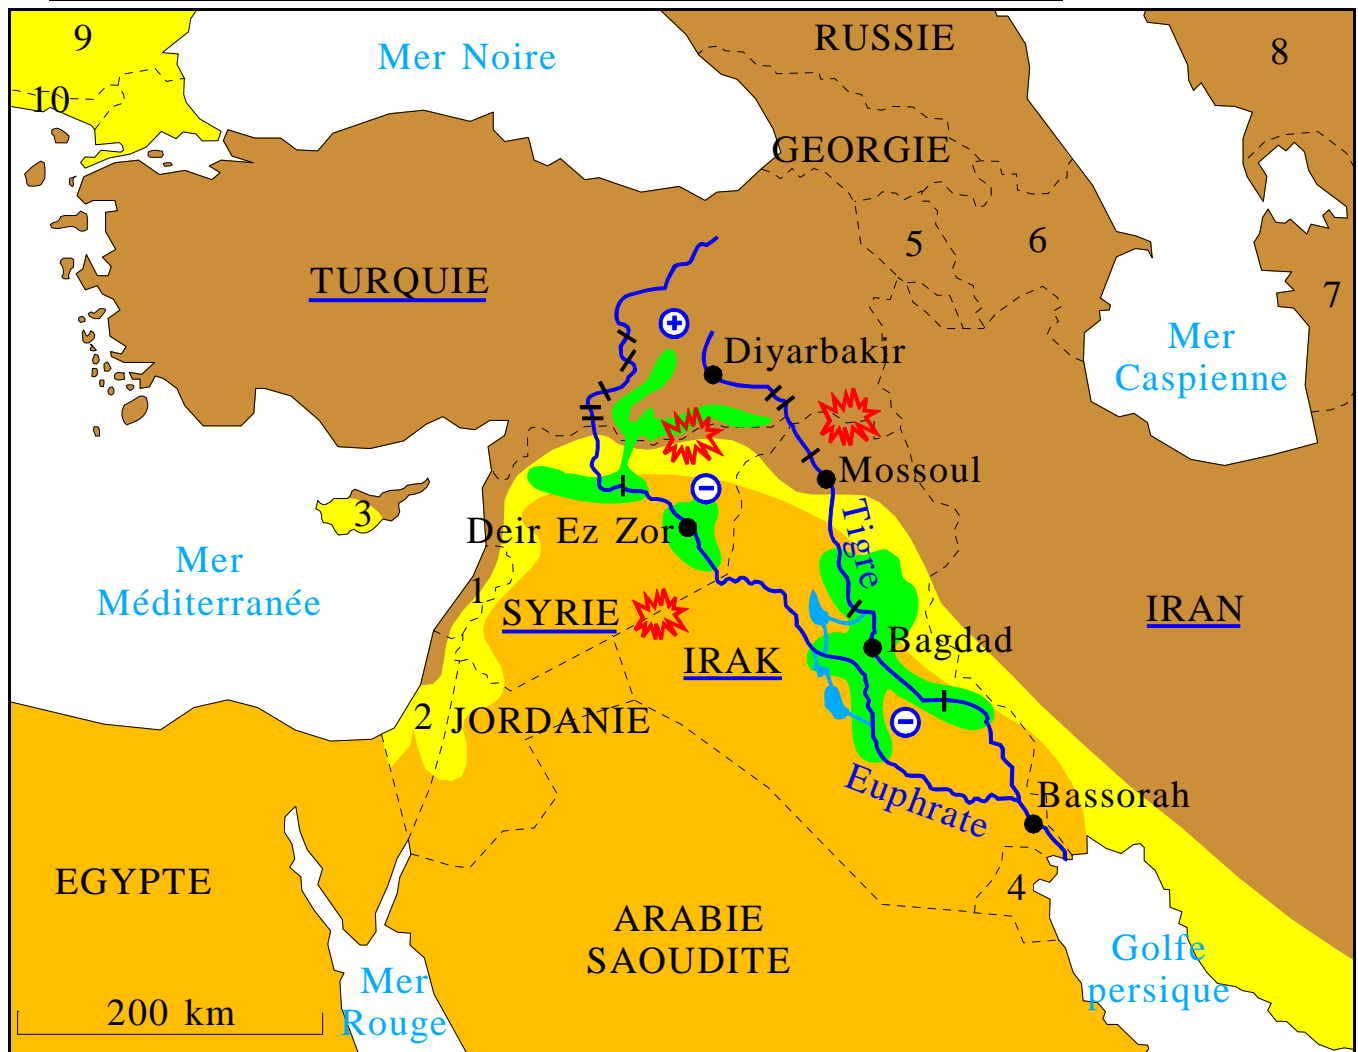 9
Mer Noire
RUSSIE
8
10
GEORGIE
5
6
TURQUIE
7
+
Diyarbakir
Mer
Caspienne
Mossoul
−
3
Deir Ez Zor
Tigre
Mer
Méditerranée
1
SYRIE
IRAN
Bagdad
IRAK
2
JORDANIE
−
Euphrate
Bassorah
EGYPTE
4
ARABIE
SAOUDITE
Golfe
persique
Mer
Rouge
200 km